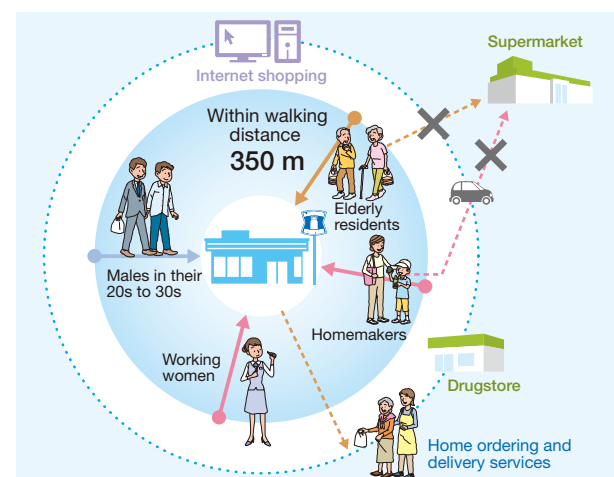 Supermarket
Internet shopping
Within walking
distance
350 m
Elderly
residents
Males in their
20s to 30s
Homemakers
Working
women
Drugstore
Home ordering and
delivery services